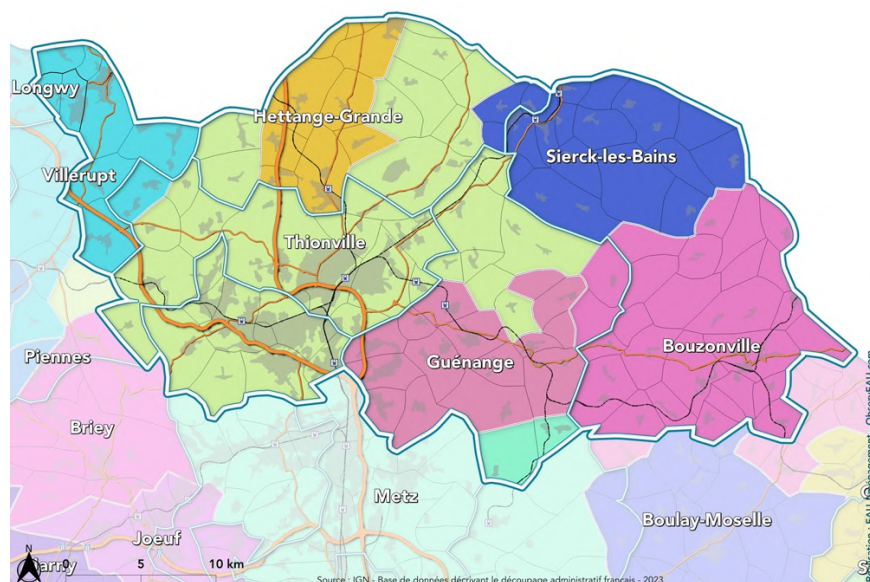 Longwy
Hettange-Grande
Sierck-les-Bains
Villerupt
Thionville
Piennes
Guénange
Bouzonville
Briey
Metz
Boulay-Moselle
Joeuf
N
0 5 10 km
Source : IGN - Base de données décrivant le découpage administratif français - 2023